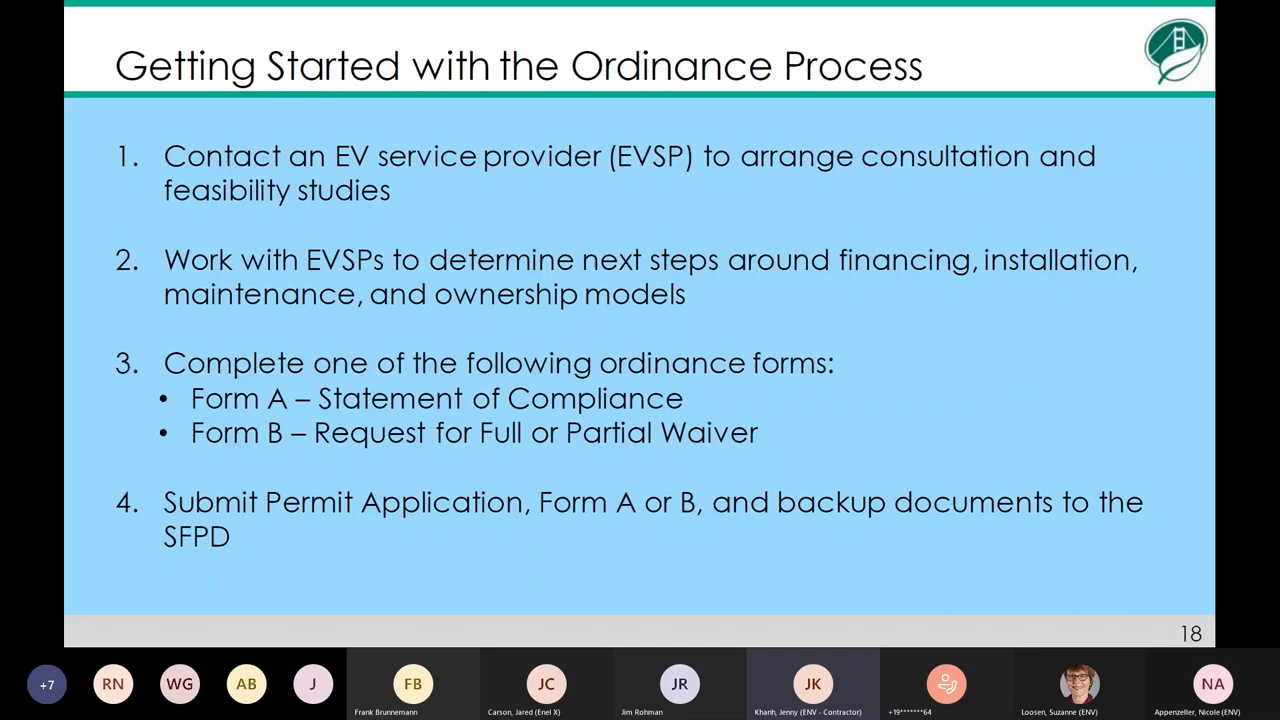 Getting Started with the Ordinance Process
1. Contact an EV service provider (EVSP) to arrange consultation and
feasibility studies
2. Work with EVSPs to determine next steps around financing, installation,
maintenance, and ownership models
3. Complete one of the following ordinance forms:
• Form A – Statement of Compliance
• Form B – Request for Full or Partial Waiver
4. Submit Permit Application, Form A or B, and backup documents to the
SFPD
18
+7
RN
WG
AB
J
FB
JC
JR
JK
NA
Frank Brunnemann
Carson, Jared (Enel X)
Jim Rohman
Khanh, Jenny (ENV - Contractor)
+19*******64
Loosen, Suzanne (ENV)
Appenzeller, Nicole (ENV)